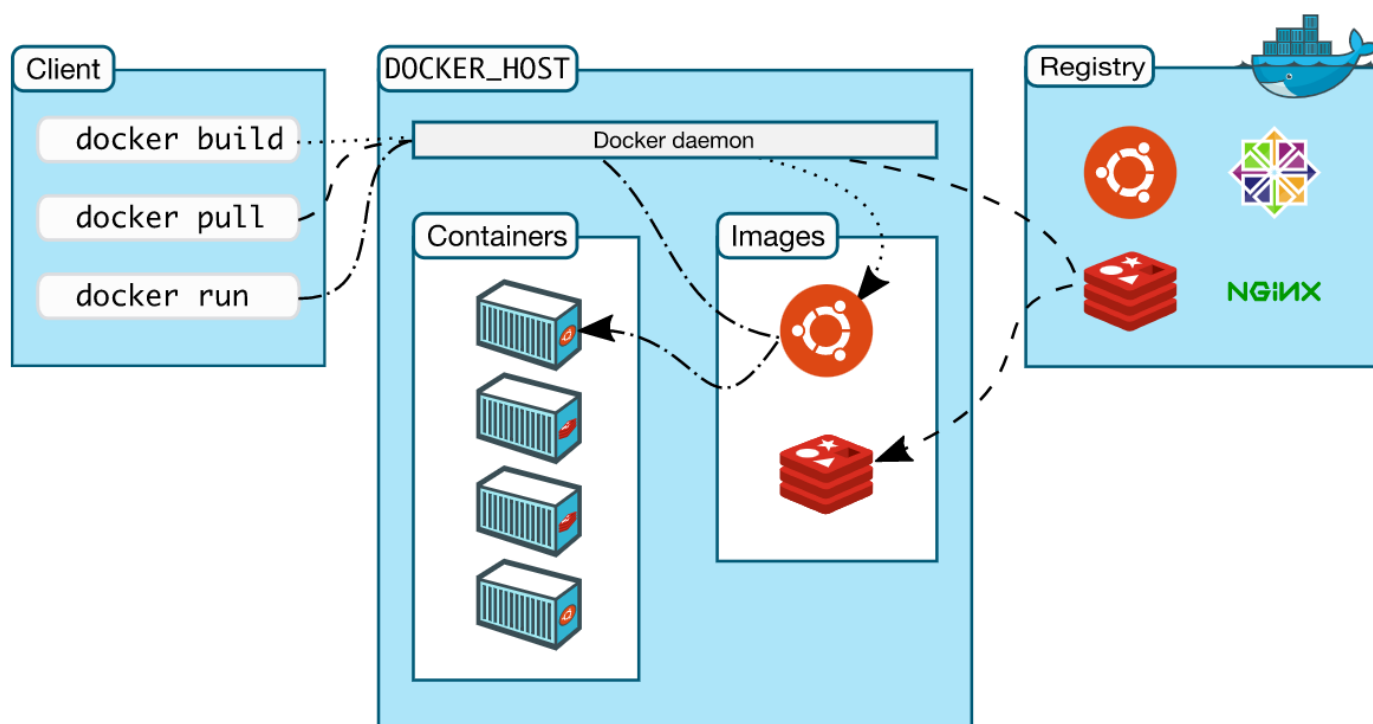 Client
docker build
docker pull
docker run
DOCKER_HOST
Docker daemon
Containers
Images
Registry
NGiNX